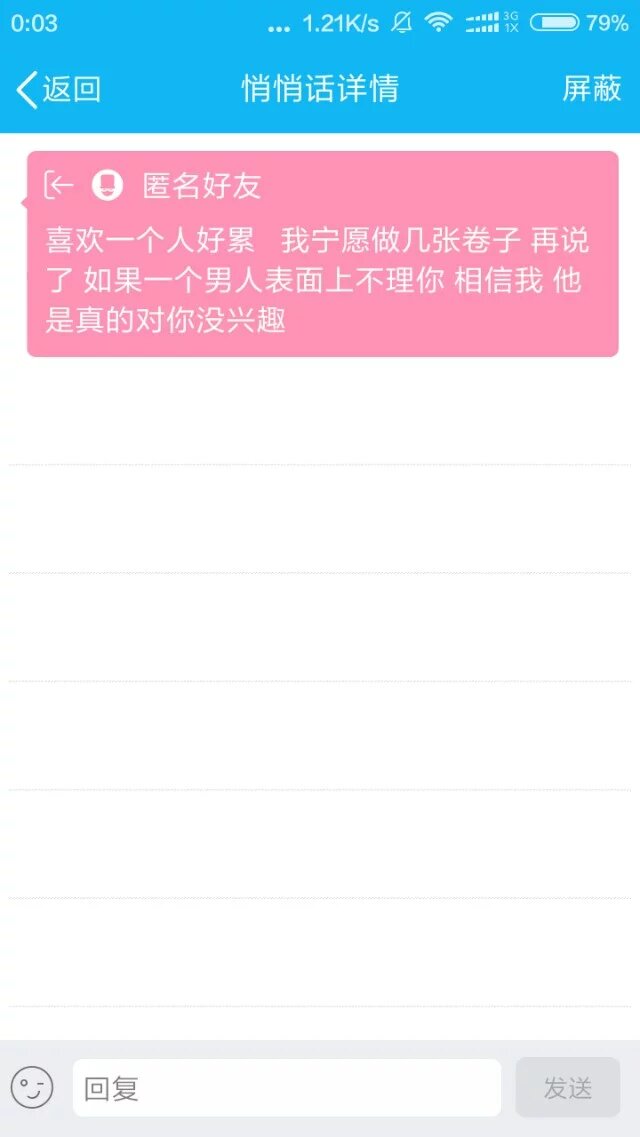 0:03 ... 1.21K/s 3G 1X 79%
返回 悄悄话详情 屏蔽
匿名好友
喜欢一个人好累 我宁愿做几张卷子 再说
了 如果一个男人表面上不理你 相信我 他
是真的对你没兴趣
回复 发送